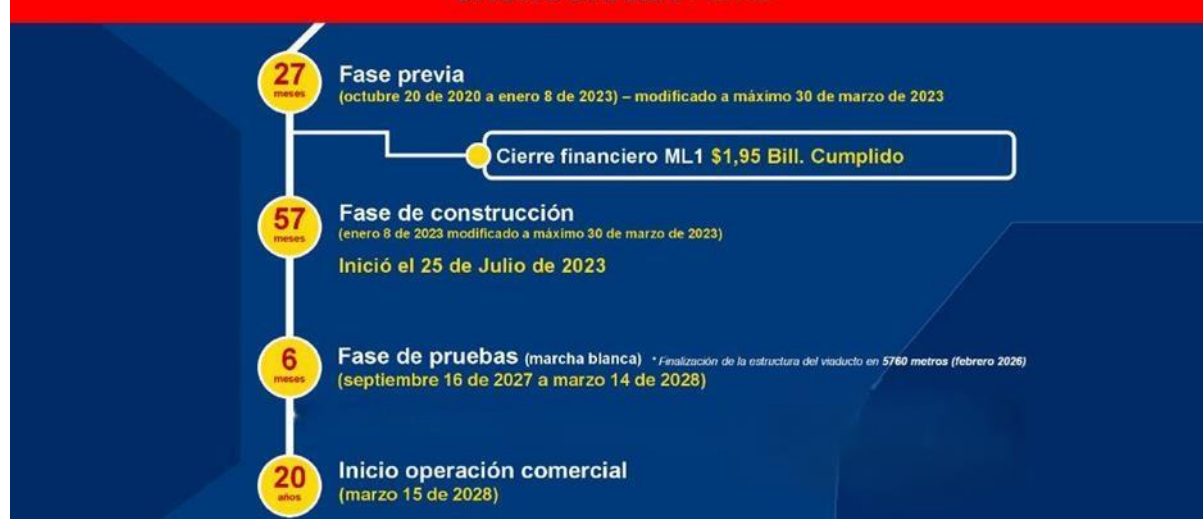 27
meses
Fase previa
(octubre 20 de 2020 a enero 8 de 2023) – modificado a máximo 30 de marzo de 2023
Cierre financiero ML1 $1,95 Bill. Cumplido
57
meses
Fase de construcción
(enero 8 de 2023 modificado a máximo 30 de marzo de 2023)
Inició el 25 de Julio de 2023
6
meses
Fase de pruebas (marcha blanca) * Finalización de la estructura del viaducto en 5760 metros (febrero 2026)
(septiembre 16 de 2027 a marzo 14 de 2028)
20
años
Inicio operación comercial
(marzo 15 de 2028)